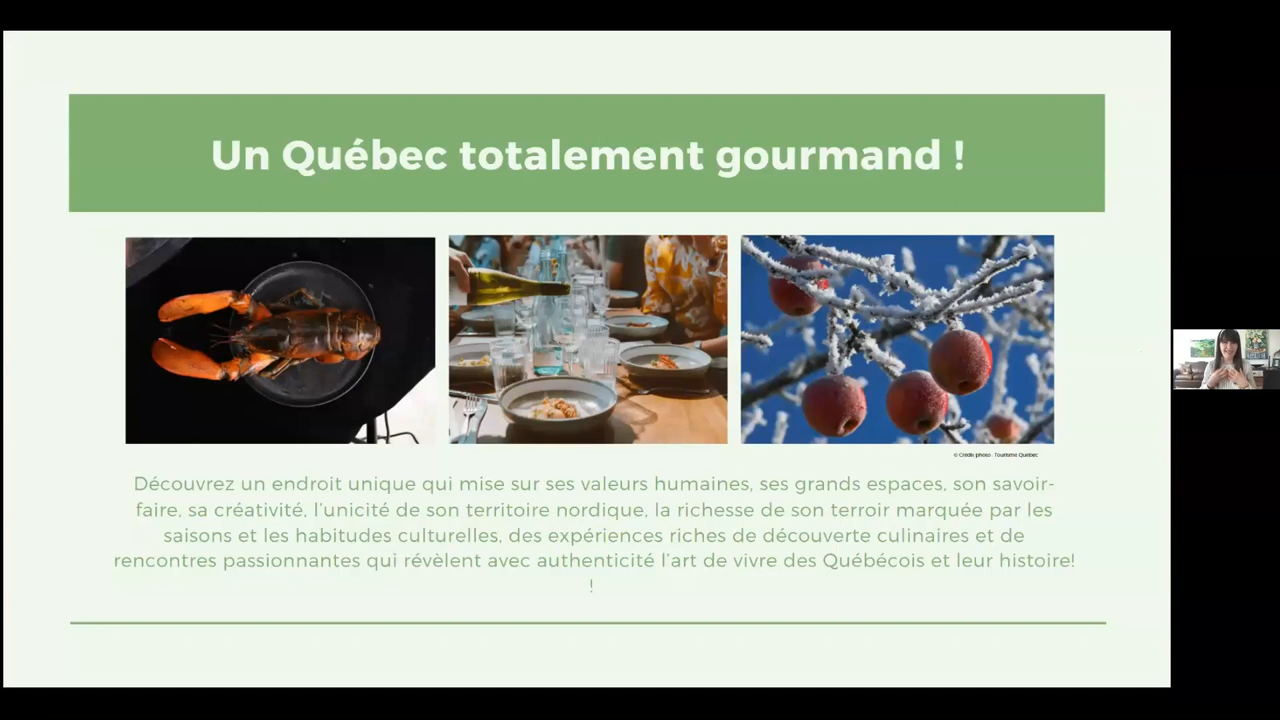 Un Québec totalement gourmand !
© Crédit photo : Tourisme Québec
Découvrez un endroit unique qui mise sur ses valeurs humaines, ses grands espaces, son savoir-
faire, sa créativité, l'unicité de son territoire nordique, la richesse de son terroir marquée par les
saisons et les habitudes culturelles, des expériences riches de découverte culinaires et de
rencontres passionnantes qui révèlent avec authenticité l'art de vivre des Québécois et leur histoire!
!